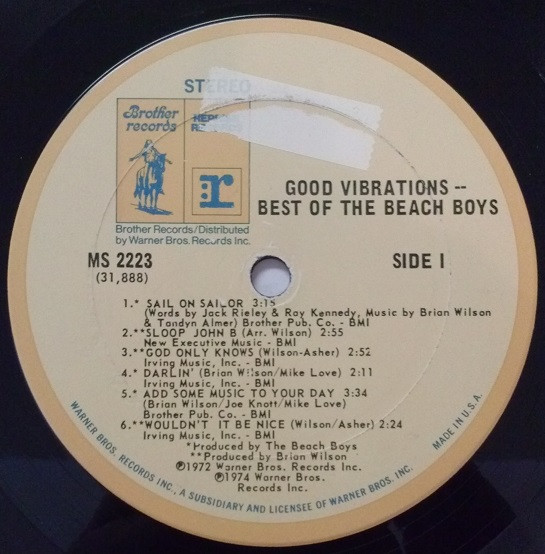 STEREO
Brother
records
r
GOOD VIBRATIONS --
BEST OF THE BEACH BOYS
Brother Records/Distributed
by Warner Bros. Records Inc.
MS 2223
(31,888)
SIDE I
1.* SAIL ON SAILOR 3:15
(Words by Jack Rieley & Ray Kennedy, Music by Brian Wilson
& Tandyn Almer) Brother Pub. Co. - BMI
2.**SLOOP JOHN B (Arr. Wilson) 2:55
New Executive Music - BMI
3.**GOD ONLY KNOWS (Wilson-Asher) 2:52
Irving Music, Inc. - BMI
4.* DARLIN' (Brian Wilson/Mike Love) 2:11
Irving Music, Inc. - BMI
5.* ADD SOME MUSIC TO YOUR DAY 3:34
(Brian Wilson/Joe Knott/Mike Love)
Brother Pub. Co. - BMI
6.**WOULDN'T IT BE NICE (Wilson/Asher) 2:24
Irving Music, Inc. - BMI
*Produced by The Beach Boys
**Produced by Brian Wilson
℗1972 Warner Bros. Records Inc.
℗1974 Warner Bros.
Records Inc.
WARNER BROS. RECORDS INC., A SUBSIDIARY AND LICENSEE OF WARNER BROS. INC.
MADE IN U.S.A.